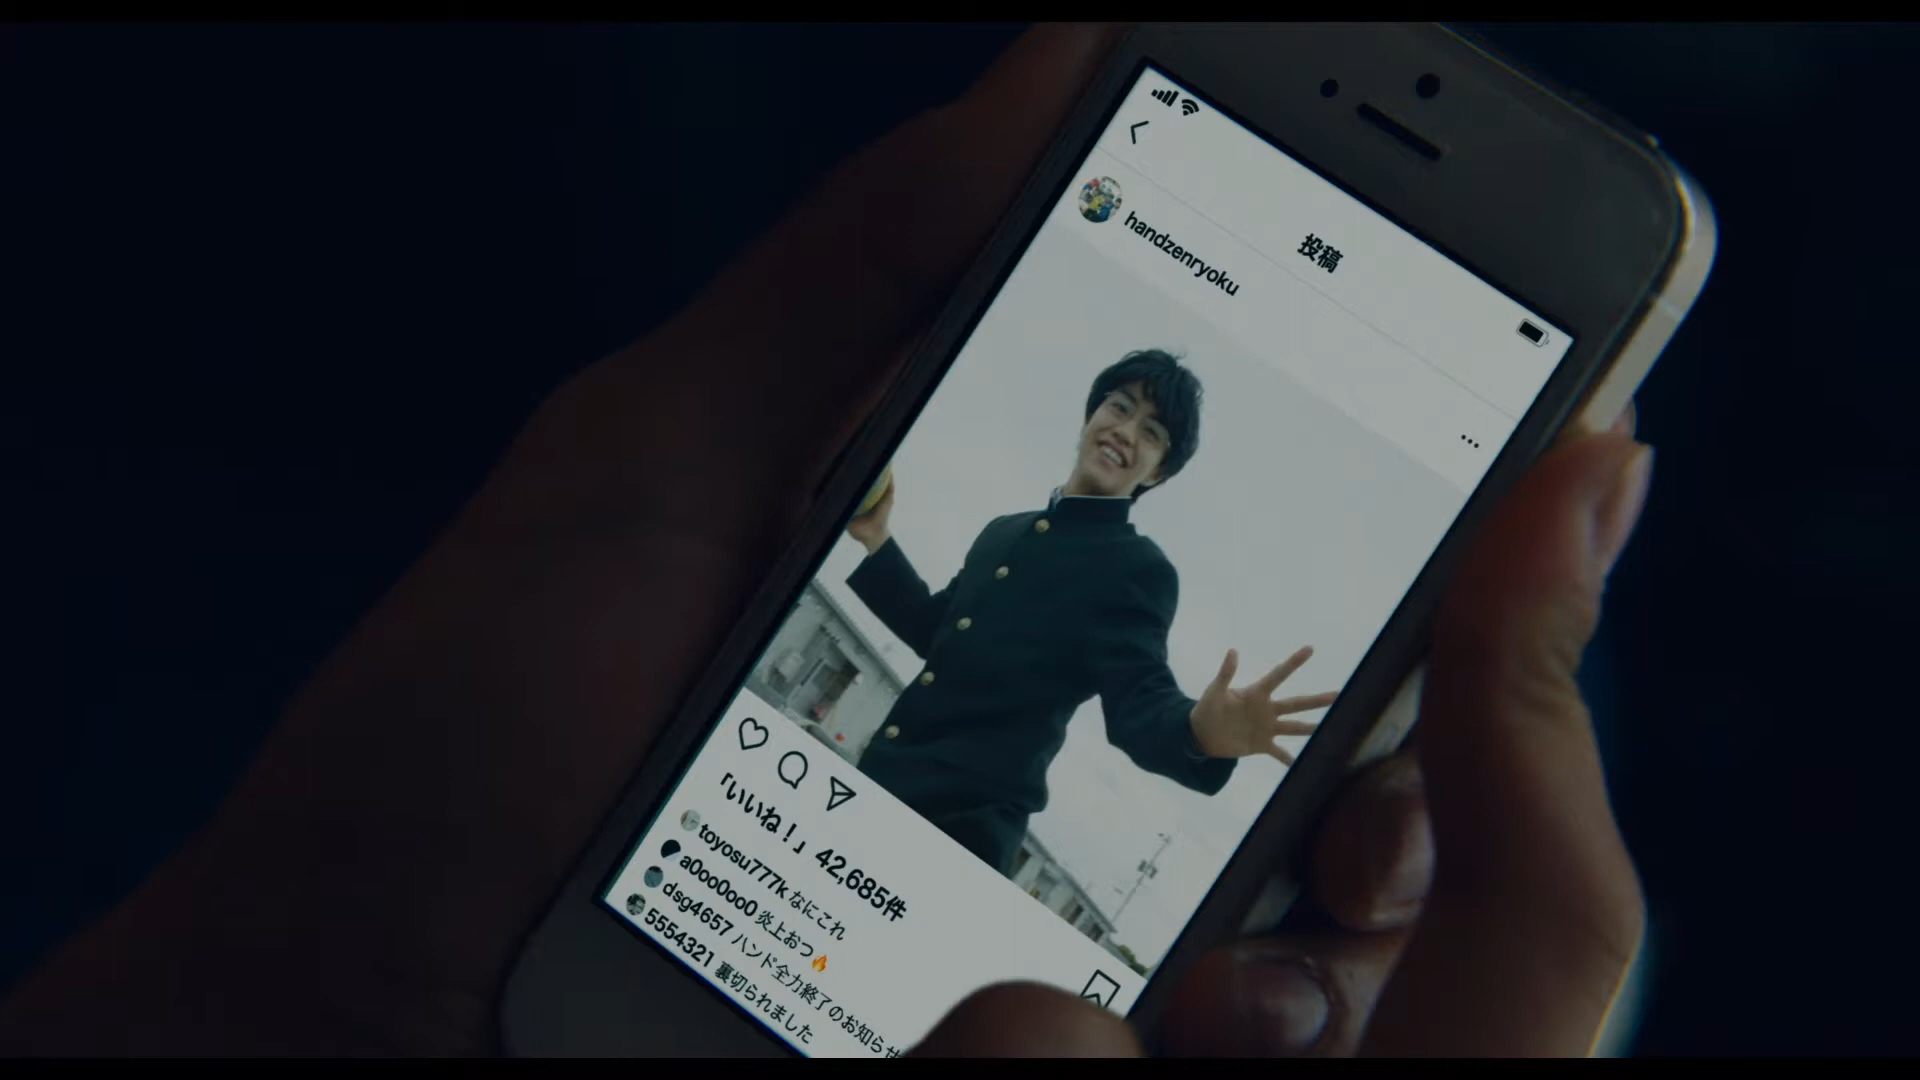 投稿
handzenryoku
「いいね！」42,685件
toyosu777k なにこれ
a0oo0oo0 炎上おつ🔥
dsg4657 ハンド全力終了のお知らせ
5554321 裏切られました